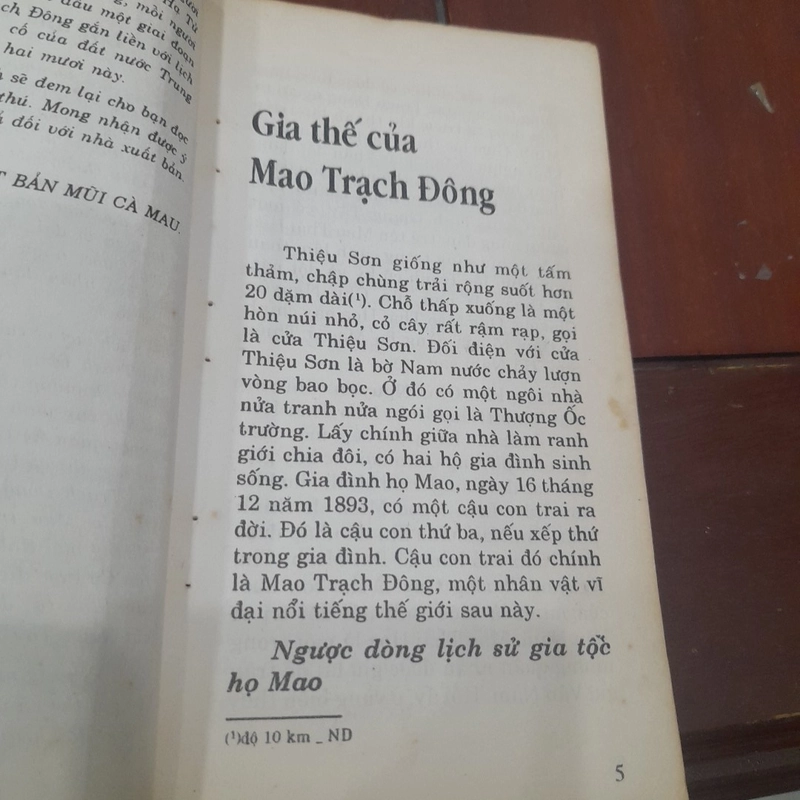 Hạ Tử
, mỗi người
dấu một giai đoạn
ch Đông gắn liền với lịch
cố của đất nước Trung
hai mươi này.
sẽ đem lại cho bạn đọc
thú. Mong nhận được ý
đối với nhà xuất bản.
T BẢN MŨI CÀ MAU.
Gia thế của
Mao Trạch Đông
Thiệu Sơn giống như một tấm
thảm, chập chùng trải rộng suốt hơn
20 dặm dài(¹). Chỗ thấp xuống là một
hòn núi nhỏ, cỏ cây rất rậm rạp, gọi
là cửa Thiệu Sơn. Đối điện với cửa
Thiệu Sơn là bờ Nam nước chảy lượn
vòng bao bọc. Ở đó có một ngôi nhà
nửa tranh nửa ngói gọi là Thượng Ốc
trường. Lấy chính giữa nhà làm ranh
giới chia đôi, có hai hộ gia đình sinh
sống. Gia đình họ Mao, ngày 16 tháng
12 năm 1893, có một cậu con trai ra
đời. Đó là cậu con thứ ba, nếu xếp thứ
trong gia đình. Cậu con trai đó chính
là Mao Trạch Đông, một nhân vật vĩ
đại nổi tiếng thế giới sau này.
Ngược dòng lịch sử gia tộc
họ Mao
(¹)độ 10 km _ ND
5